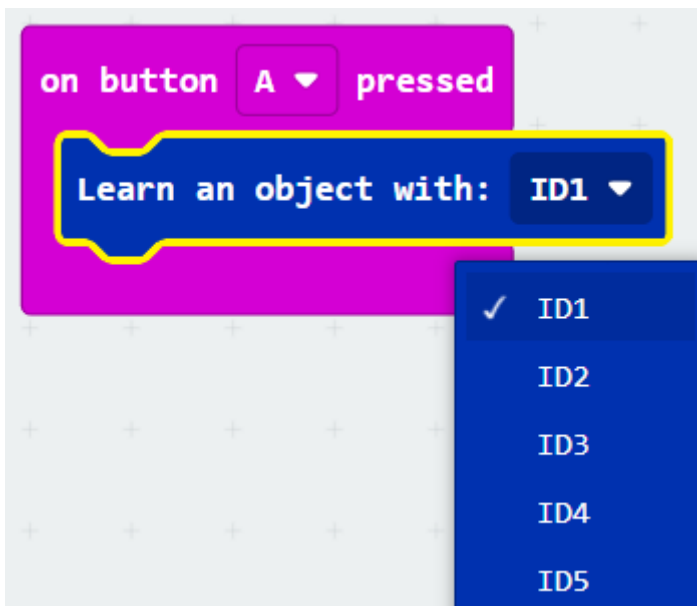 on button A pressed
Learn an object with: ID1
ID1
ID2
ID3
ID4
ID5